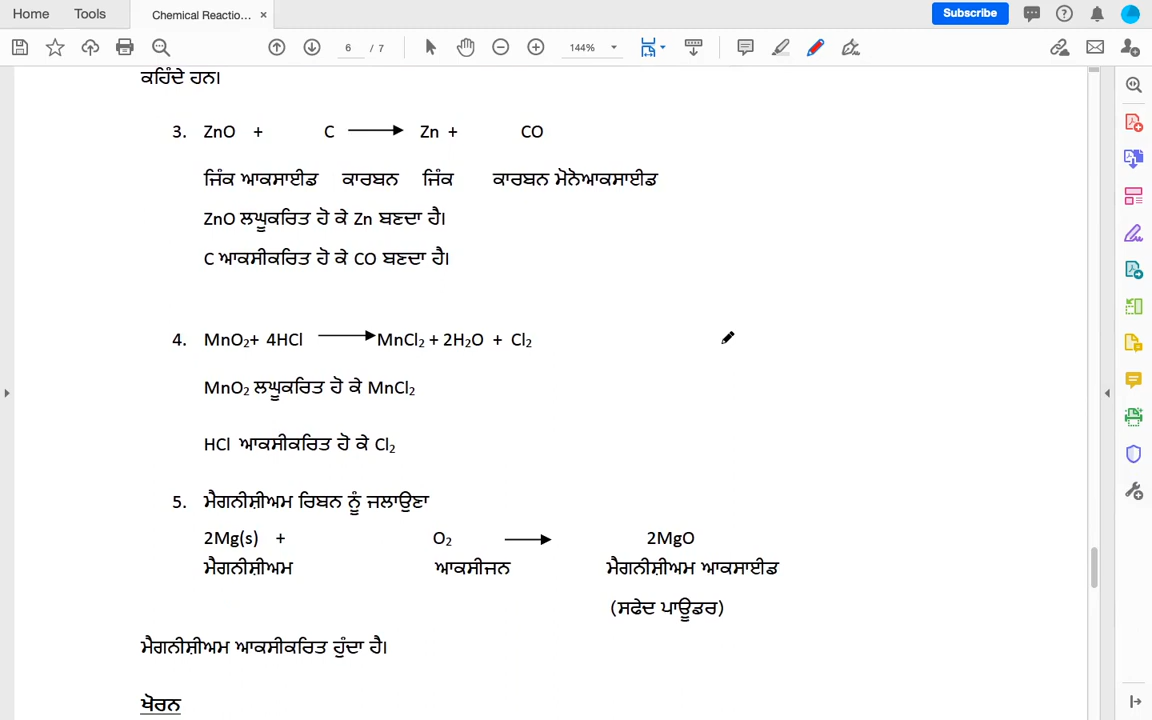 Home Tools Chemical Reactio... × Subscribe
6 / 7 144%
ਕਹਿੰਦੇ ਹਨ।
3. ZnO + C ⟶ Zn + CO
ਜਿੰਕ ਆਕਸਾਈਡ ਕਾਰਬਨ ਜਿੰਕ ਕਾਰਬਨ ਮੋਨੋਆਕਸਾਈਡ
ZnO ਲਘੂਕਰਿਤ ਹੋ ਕੇ Zn ਬਣਦਾ ਹੈ।
C ਆਕਸੀਕਰਿਤ ਹੋ ਕੇ CO ਬਣਦਾ ਹੈ।
4. MnO₂+ 4HCl ⟶ MnCl₂ + 2H₂O + Cl₂
MnO₂ ਲਘੂਕਰਿਤ ਹੋ ਕੇ MnCl₂
HCl ਆਕਸੀਕਰਿਤ ਹੋ ਕੇ Cl₂
5. ਮੈਗਨੀਸ਼ੀਅਮ ਰਿਬਨ ਨੂੰ ਜਲਾਉਣਾ
2Mg(s) + O₂ ⟶ 2MgO
ਮੈਗਨੀਸ਼ੀਅਮ ਆਕਸੀਜਨ ਮੈਗਨੀਸ਼ੀਅਮ ਆਕਸਾਈਡ
(ਸਫੇਦ ਪਾਊਡਰ)
ਮੈਗਨੀਸ਼ੀਅਮ ਆਕਸੀਕਰਿਤ ਹੁੰਦਾ ਹੈ।
ਖੋਰਨ